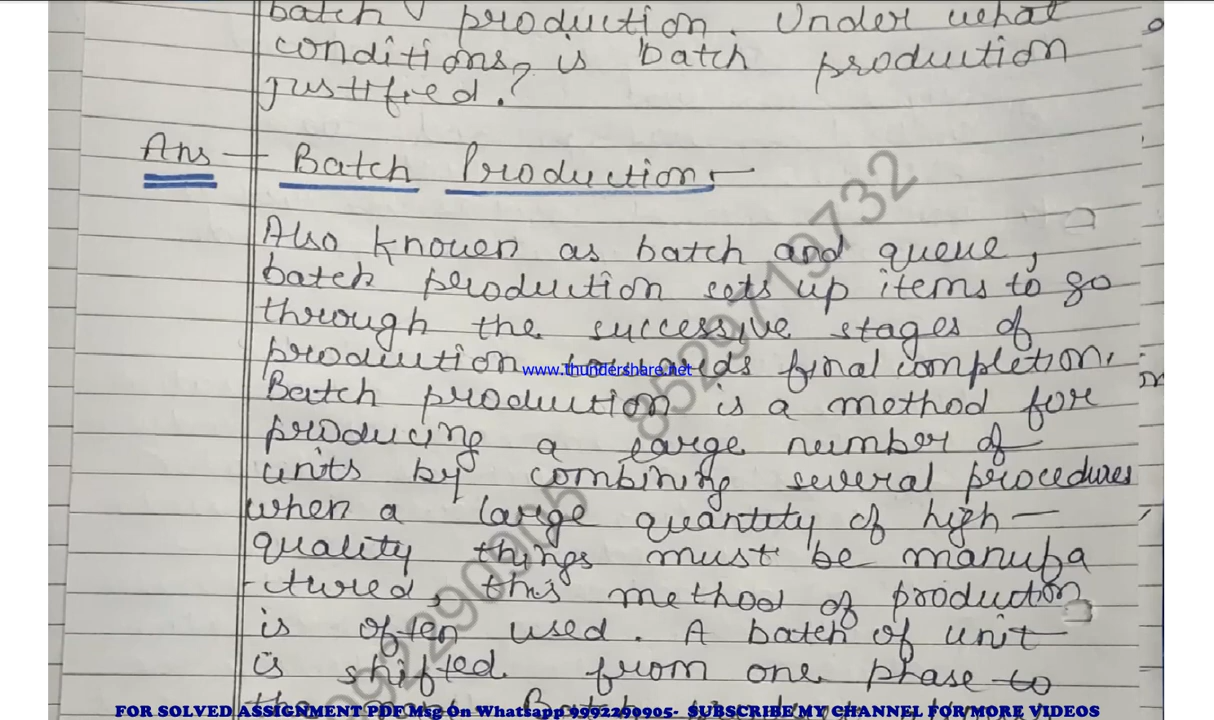 batch production. Under what
conditions, is batch production
justified.?
Ans - Batch Production -
Also known as batch and queue,
batch production sets up items to go
through the successive stages of
production towards final completion.
www.thundershare.net
Batch production is a method for
producing a large number of
units by combining several procedures
when a large quantity of high -
quality things must be manufa
ctured, this method of production
is often used. A batch of unit
is shifted from one phase to
8529719732
9992290905
FOR SOLVED ASSIGNMENT PDF Msg On Whatsapp 9992290905- SUBSCRIBE MY CHANNEL FOR MORE VIDEOS